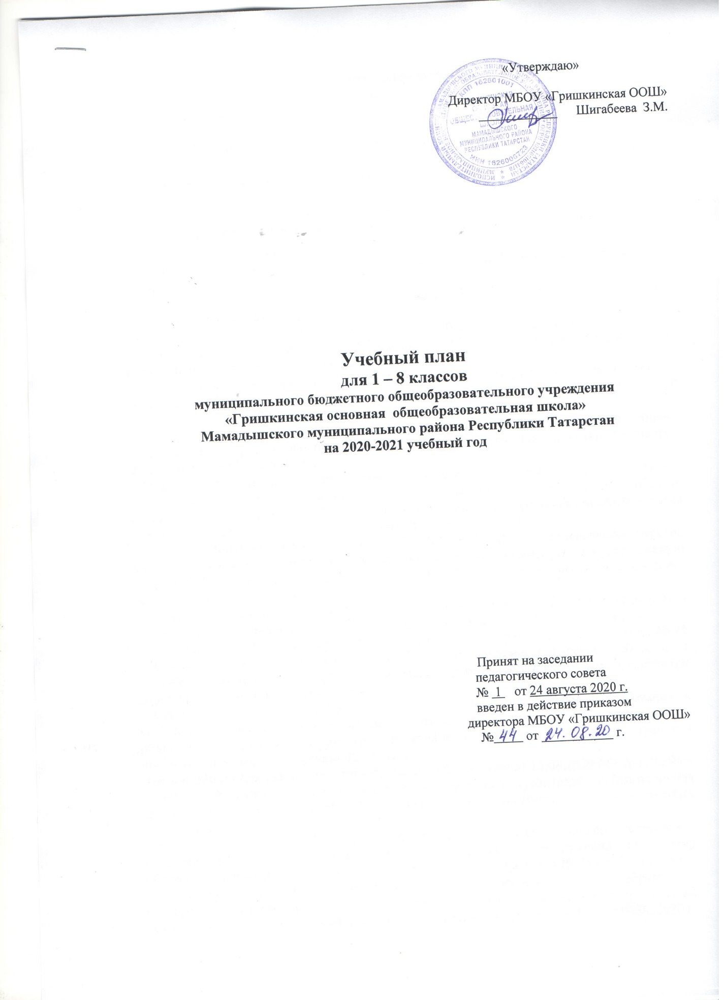 «Утверждаю»
Директор МБОУ «Гришкинская ООШ»
Шигабеева З.М.
КПП 162601001
МАМАДЫШСКОГО
МУНИЦИПАЛЬНОГО РАЙОНА
РЕСПУБЛИКИ ТАТАРСТАН
ИНН 1626006723
Учебный план
для 1 – 8 классов
муниципального бюджетного общеобразовательного учреждения
«Гришкинская основная общеобразовательная школа»
Мамадышского муниципального района Республики Татарстан
на 2020-2021 учебный год
Принят на заседании
педагогического совета
№ 1 от 24 августа 2020 г.
введен в действие приказом
директора МБОУ «Гришкинская ООШ»
№ 44 от 24.08.20 г.